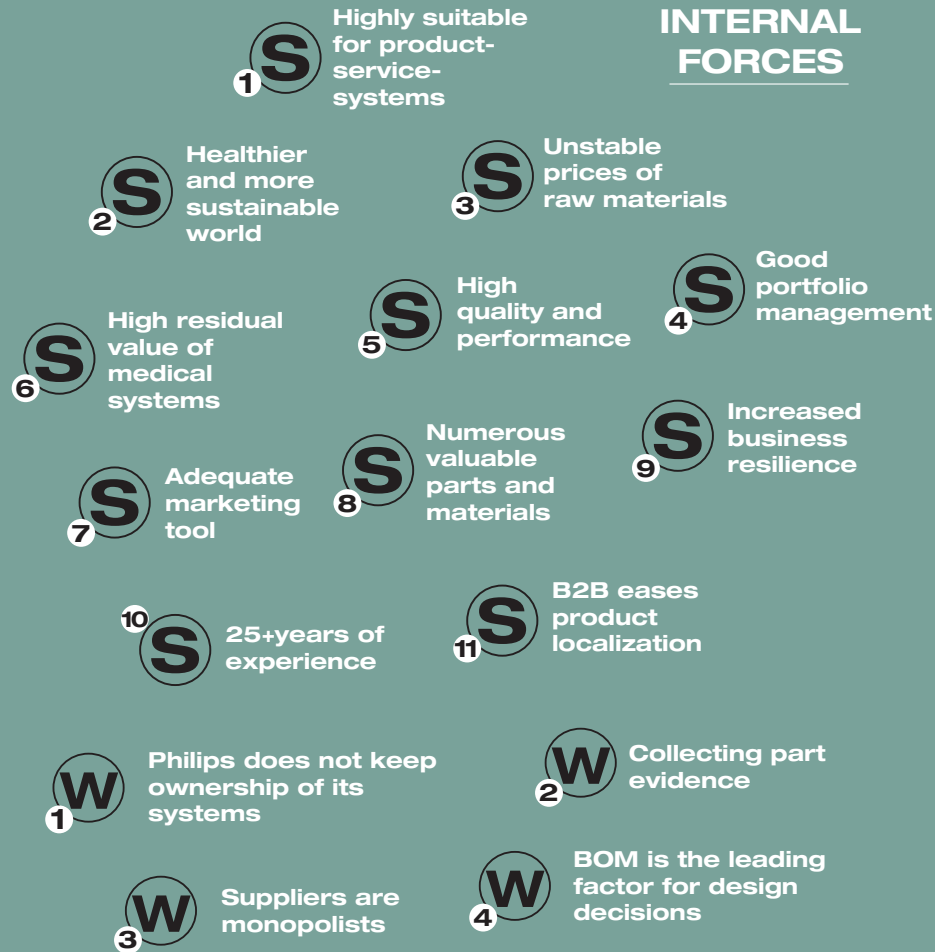 INTERNAL
FORCES
S
1
Highly suitable
for product-
service-
systems
S
2
Healthier
and more
sustainable
world
S
3
Unstable
prices of
raw materials
S
4
Good
portfolio
management
S
5
High
quality and
performance
S
6
High residual
value of
medical
systems
S
7
Adequate
marketing
tool
S
8
Numerous
valuable
parts and
materials
S
9
Increased
business
resilience
10
S
25+years of
experience
S
11
B2B eases
product
localization
W
1
Philips does not keep
ownership of its
systems
W
2
Collecting part
evidence
W
3
Suppliers are
monopolists
W
4
BOM is the leading
factor for design
decisions